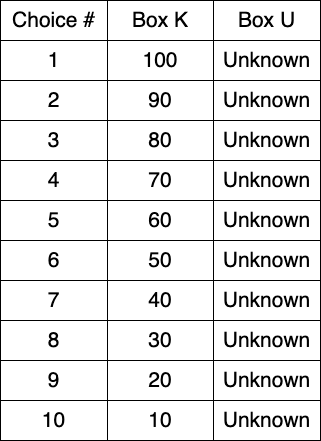 Choice # Box K Box U
1 100 Unknown
2 90 Unknown
3 80 Unknown
4 70 Unknown
5 60 Unknown
6 50 Unknown
7 40 Unknown
8 30 Unknown
9 20 Unknown
10 10 Unknown